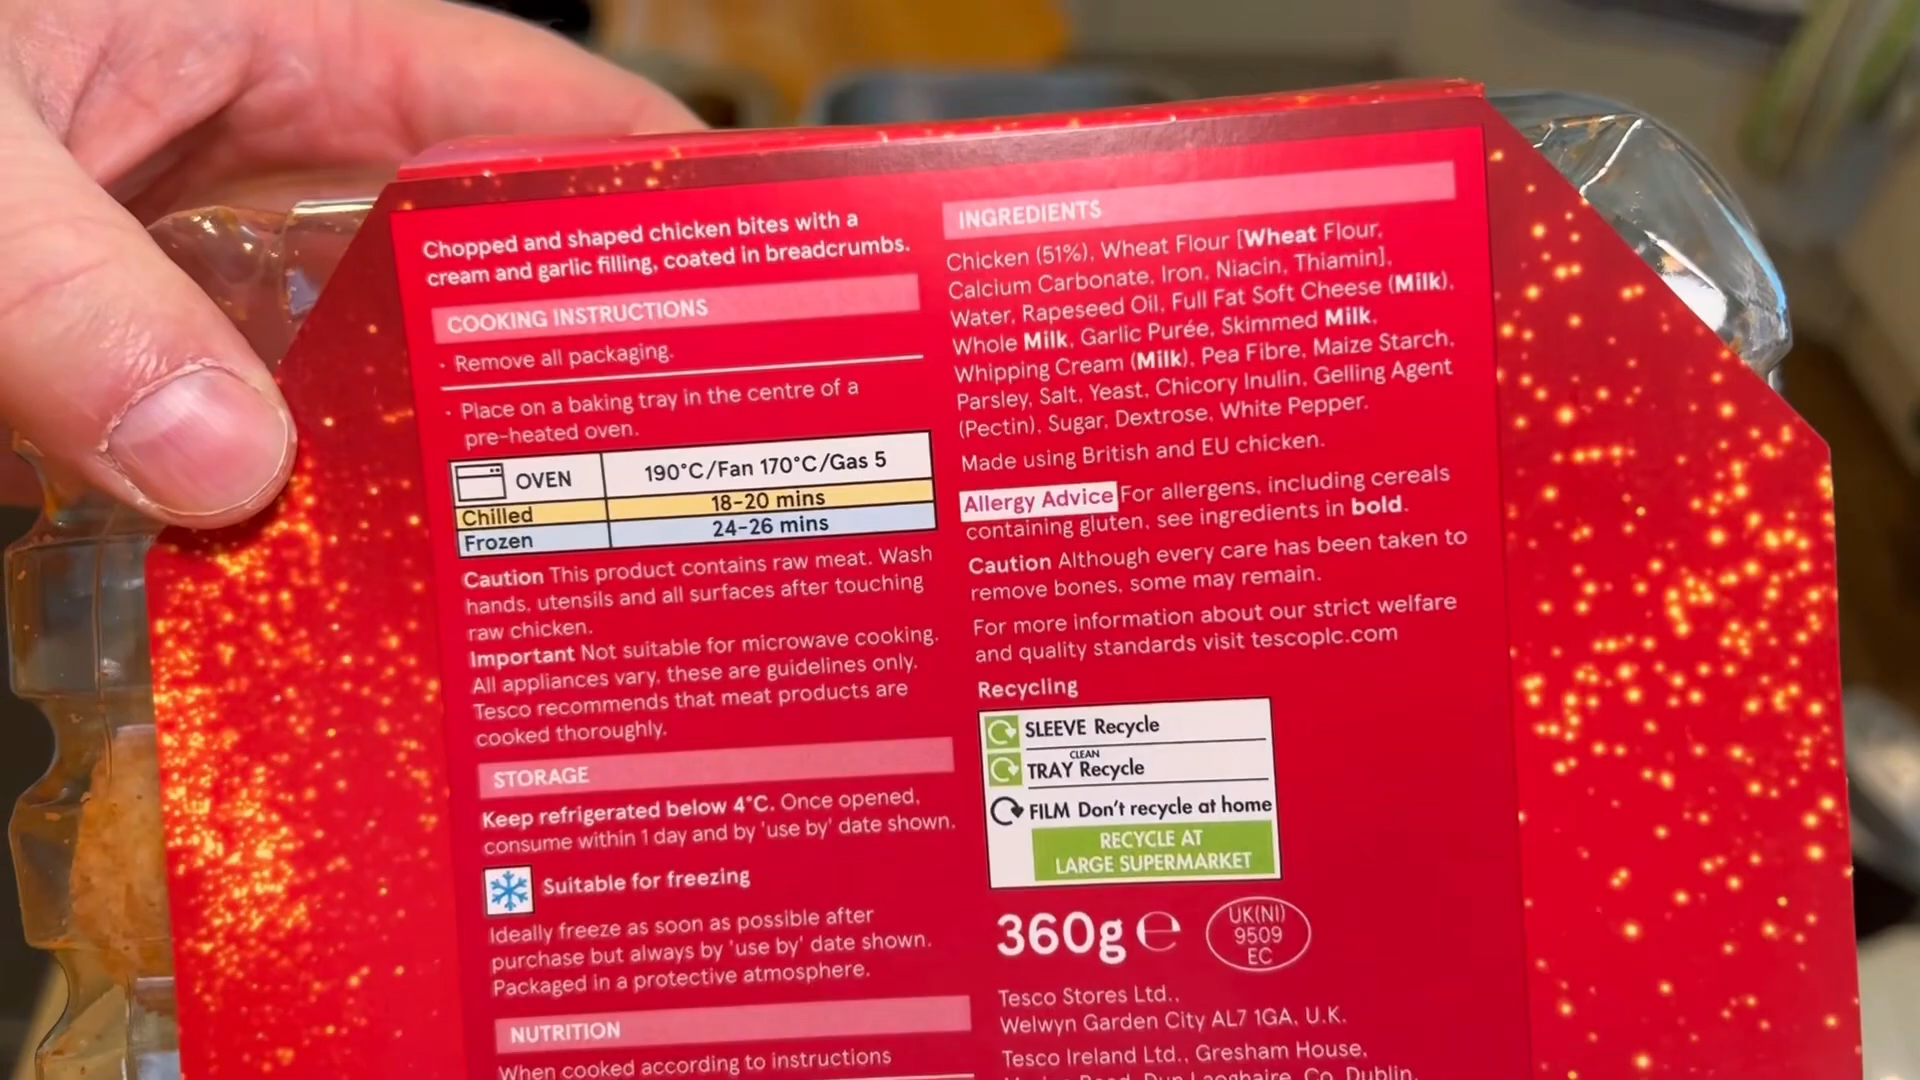 Chopped and shaped chicken bites with a
cream and garlic filling, coated in breadcrumbs.
COOKING INSTRUCTIONS
· Remove all packaging.
· Place on a baking tray in the centre of a
pre-heated oven.
OVEN 190°C/Fan 170°C/Gas 5
Chilled 18-20 mins
Frozen 24-26 mins
Caution This product contains raw meat. Wash
hands, utensils and all surfaces after touching
raw chicken.
Important Not suitable for microwave cooking.
All appliances vary, these are guidelines only.
Tesco recommends that meat products are
cooked thoroughly.
STORAGE
Keep refrigerated below 4°C. Once opened,
consume within 1 day and by 'use by' date shown.
Suitable for freezing
Ideally freeze as soon as possible after
purchase but always by 'use by' date shown.
Packaged in a protective atmosphere.
NUTRITION
When cooked according to instructions
INGREDIENTS
Chicken (51%), Wheat Flour [Wheat Flour,
Calcium Carbonate, Iron, Niacin, Thiamin],
Water, Rapeseed Oil, Full Fat Soft Cheese (Milk),
Whole Milk, Garlic Purée, Skimmed Milk,
Whipping Cream (Milk), Pea Fibre, Maize Starch,
Parsley, Salt, Yeast, Chicory Inulin, Gelling Agent
(Pectin), Sugar, Dextrose, White Pepper.
Made using British and EU chicken.
Allergy Advice For allergens, including cereals
containing gluten, see ingredients in bold.
Caution Although every care has been taken to
remove bones, some may remain.
For more information about our strict welfare
and quality standards visit tescoplc.com
Recycling
SLEEVE Recycle
CLEAN
TRAY Recycle
FILM Don't recycle at home
RECYCLE AT
LARGE SUPERMARKET
360g e
UK(NI)
9509
EC
Tesco Stores Ltd.,
Welwyn Garden City AL7 1GA, U.K.
Tesco Ireland Ltd., Gresham House,
Co. Dublin,